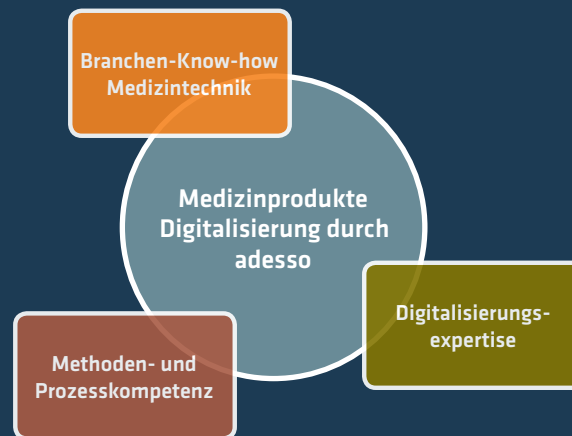 Branchen-Know-how
Medizintechnik
Medizinprodukte
Digitalisierung durch
adesso
Digitalisierungs-
expertise
Methoden- und
Prozesskompetenz